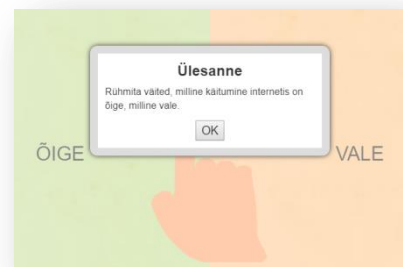 Ülesanne
Rühmita väited, milline käitumine internetis on
õige, milline vale.
OK
ÕIGE
VALE